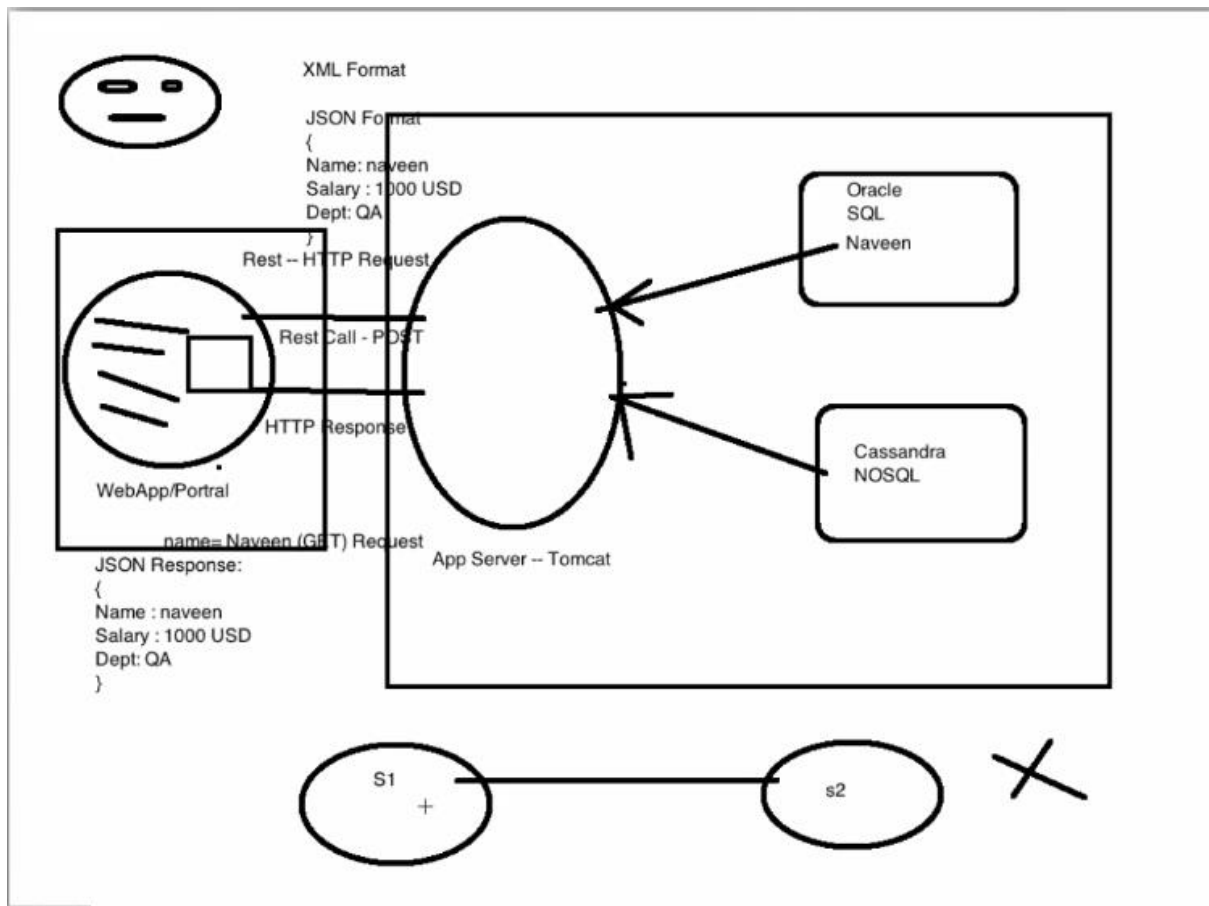 XML Format
JSON Format
{
Name: naveen
Salary : 1000 USD
Dept: QA
}
Rest -- HTTP Request
Rest Call - POST
HTTP Response
WebApp/Portral
name= Naveen (GET) Request
JSON Response:
{
Name : naveen
Salary : 1000 USD
Dept: QA
}
App Server -- Tomcat
Oracle
SQL
Naveen
Cassandra
NOSQL
S1
s2